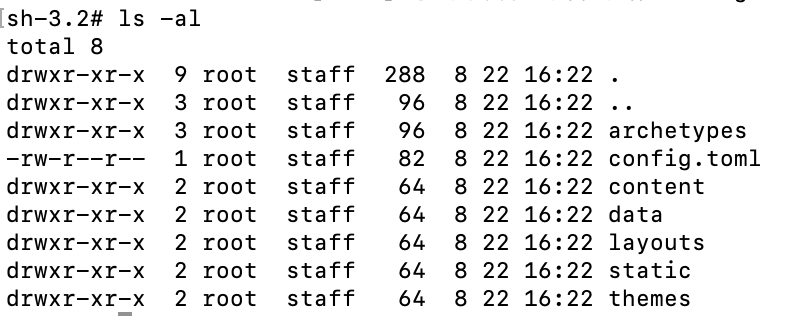 [sh-3.2# ls -al
total 8
drwxr-xr-x  9 root  staff  288  8 22 16:22 .
drwxr-xr-x  3 root  staff   96  8 22 16:22 ..
drwxr-xr-x  3 root  staff   96  8 22 16:22 archetypes
-rw-r--r--  1 root  staff   82  8 22 16:22 config.toml
drwxr-xr-x  2 root  staff   64  8 22 16:22 content
drwxr-xr-x  2 root  staff   64  8 22 16:22 data
drwxr-xr-x  2 root  staff   64  8 22 16:22 layouts
drwxr-xr-x  2 root  staff   64  8 22 16:22 static
drwxr-xr-x  2 root  staff   64  8 22 16:22 themes